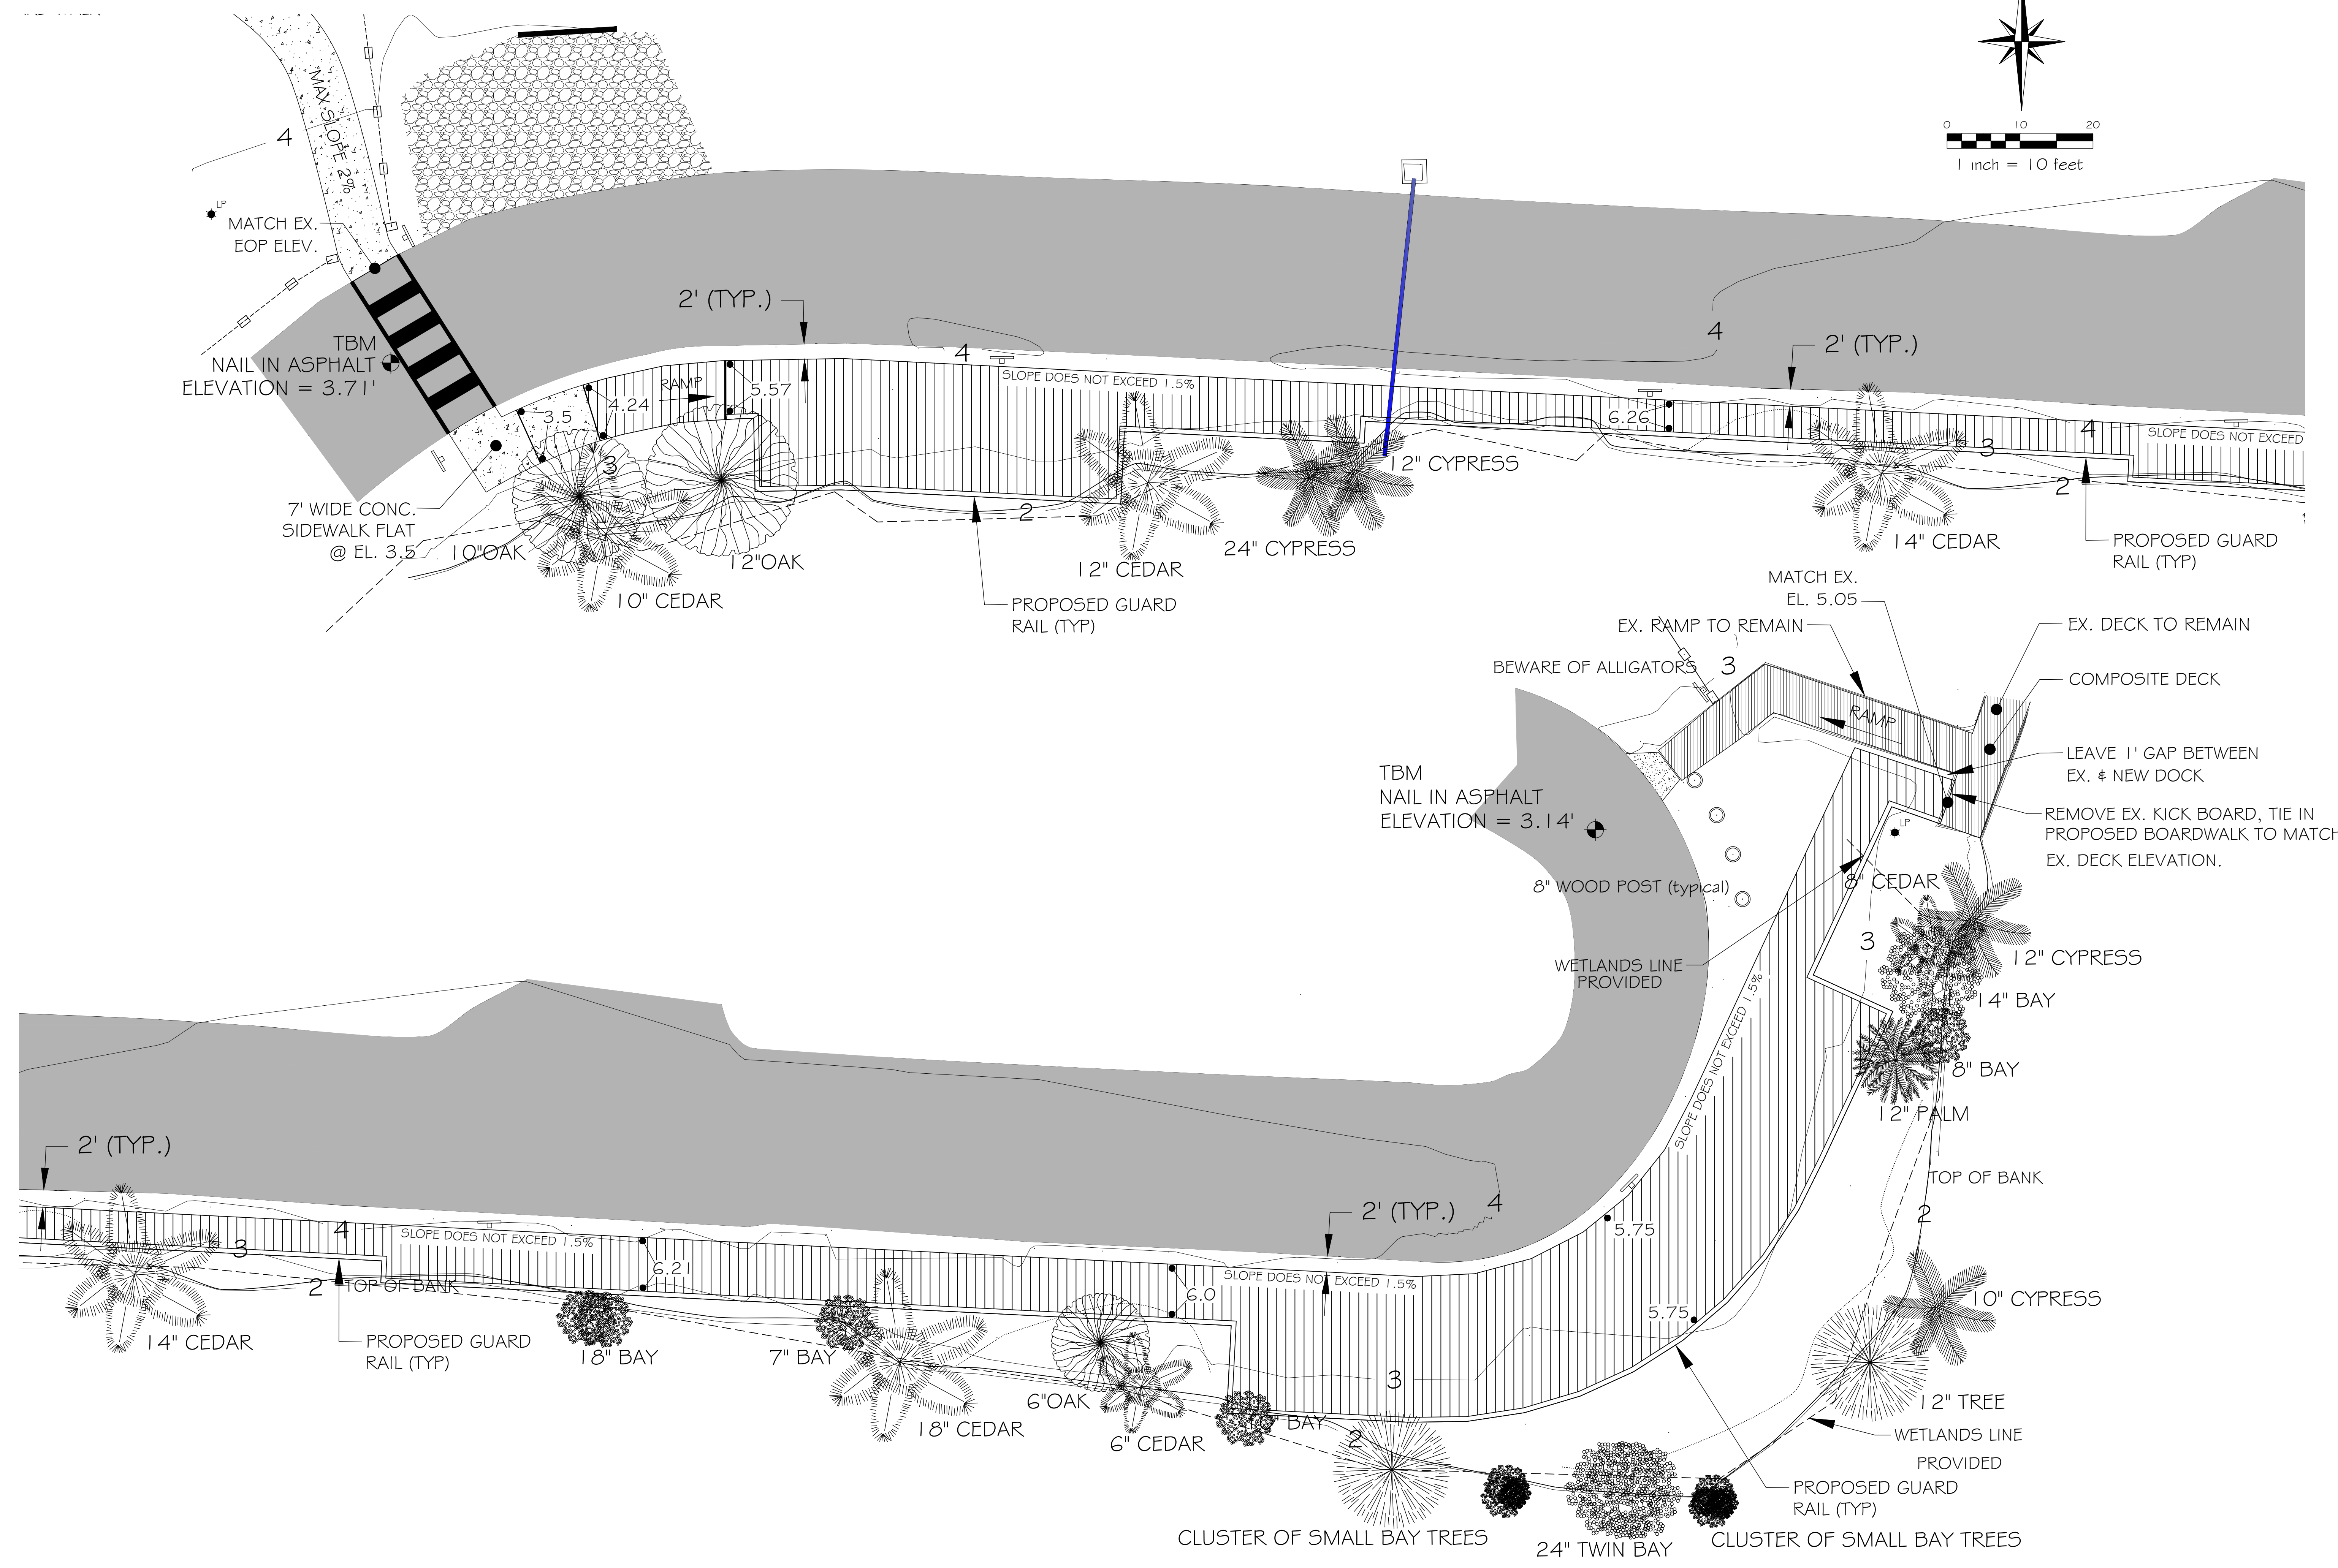 MAX SLOPE 2%
4
LP
MATCH EX.
EOP ELEV.
TBM
NAIL IN ASPHALT
ELEVATION = 3.71'
7' WIDE CONC.
SIDEWALK FLAT
@ EL. 3.5
0 10 20
1 inch = 10 feet
2' (TYP.)
4
RAMP
3.5
4.24
5.57
3
SLOPE DOES NOT EXCEED 1.5%
10"OAK
12"OAK
10" CEDAR
2
12" CEDAR
24" CYPRESS
12" CYPRESS
PROPOSED GUARD
RAIL (TYP)
4
2' (TYP.)
6.26
3
4
2
SLOPE DOES NOT EXCEED
14" CEDAR
PROPOSED GUARD
RAIL (TYP)
MATCH EX.
EL. 5.05
EX. RAMP TO REMAIN
BEWARE OF ALLIGATORS
3
RAMP
EX. DECK TO REMAIN
COMPOSITE DECK
LEAVE 1' GAP BETWEEN
EX. & NEW DOCK
REMOVE EX. KICK BOARD, TIE IN
PROPOSED BOARDWALK TO MATCH
EX. DECK ELEVATION.
TBM
NAIL IN ASPHALT
ELEVATION = 3.14'
LP
8" WOOD POST (typical)
8" CEDAR
3
WETLANDS LINE
PROVIDED
12" CYPRESS
14" BAY
8" BAY
12" PALM
SLOPE DOES NOT EXCEED 1.5%
SLOPE DOES NOT EXCEED 1.5%
TOP OF BANK
2
2' (TYP.)
4
3
2
TOP OF BANK
SLOPE DOES NOT EXCEED 1.5%
14" CEDAR
PROPOSED GUARD
RAIL (TYP)
6.21
18" BAY
7" BAY
18" CEDAR
6"OAK
6" CEDAR
6.0
SLOPE DOES NOT EXCEED 1.5%
2' (TYP.)
4
5.75
5.75
3
BAY
2
10" CYPRESS
12" TREE
WETLANDS LINE
PROVIDED
PROPOSED GUARD
RAIL (TYP)
CLUSTER OF SMALL BAY TREES
24" TWIN BAY
CLUSTER OF SMALL BAY TREES